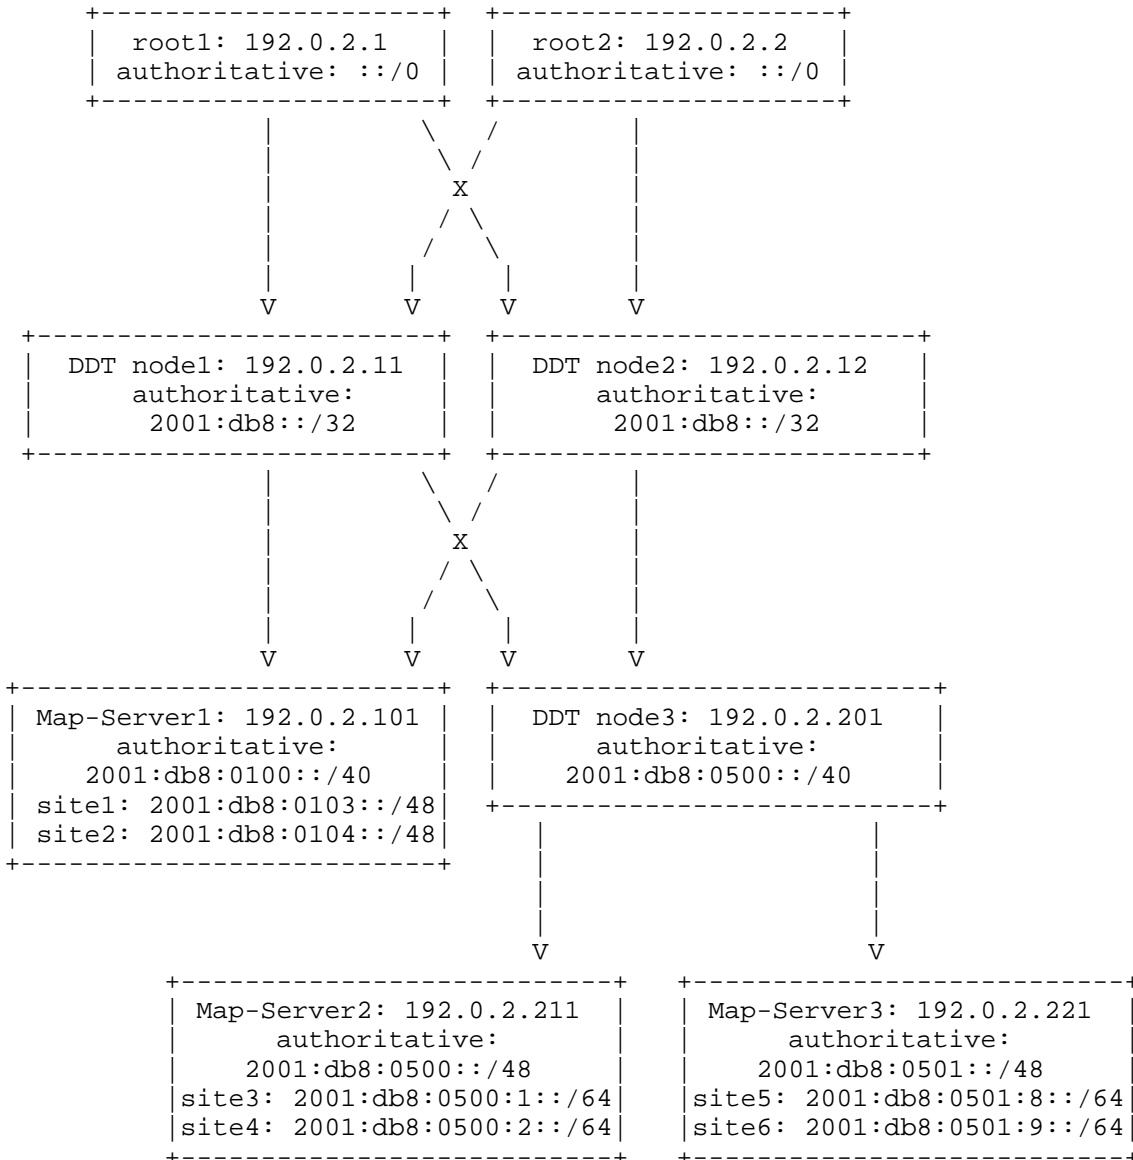 root1: 192.0.2.1 root2: 192.0.2.2
authoritative: ::/0 authoritative: ::/0
X
V V V V
DDT node1: 192.0.2.11 DDT node2: 192.0.2.12
authoritative: authoritative:
2001:db8::/32 2001:db8::/32
X
V V V V
Map-Server1: 192.0.2.101 DDT node3: 192.0.2.201
authoritative: authoritative:
2001:db8:0100::/40 2001:db8:0500::/40
site1: 2001:db8:0103::/48
site2: 2001:db8:0104::/48
V V
Map-Server2: 192.0.2.211 Map-Server3: 192.0.2.221
authoritative: authoritative:
2001:db8:0500::/48 2001:db8:0501::/48
site3: 2001:db8:0500:1::/64 site5: 2001:db8:0501:8::/64
site4: 2001:db8:0500:2::/64 site6: 2001:db8:0501:9::/64